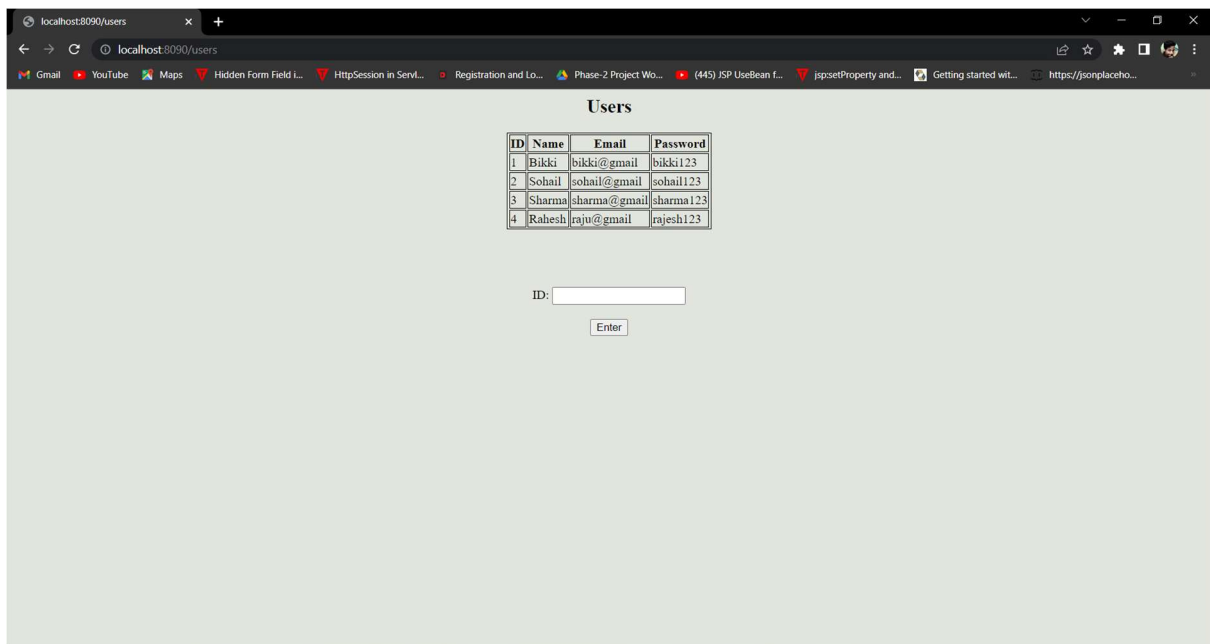 localhost:8090/users
localhost:8090/users
Gmail YouTube Maps Hidden Form Field i... HttpSession in Servl... Registration and Lo... Phase-2 Project Wo... (445) JSP UseBean f... jsp:setProperty and... Getting started wit... https://jsonplaceho...
Users
ID Name Email Password
1 Bikki bikki@gmail bikki123
2 Sohail sohail@gmail sohail123
3 Sharma sharma@gmail sharma123
4 Rahesh raju@gmail rajesh123
ID:
Enter